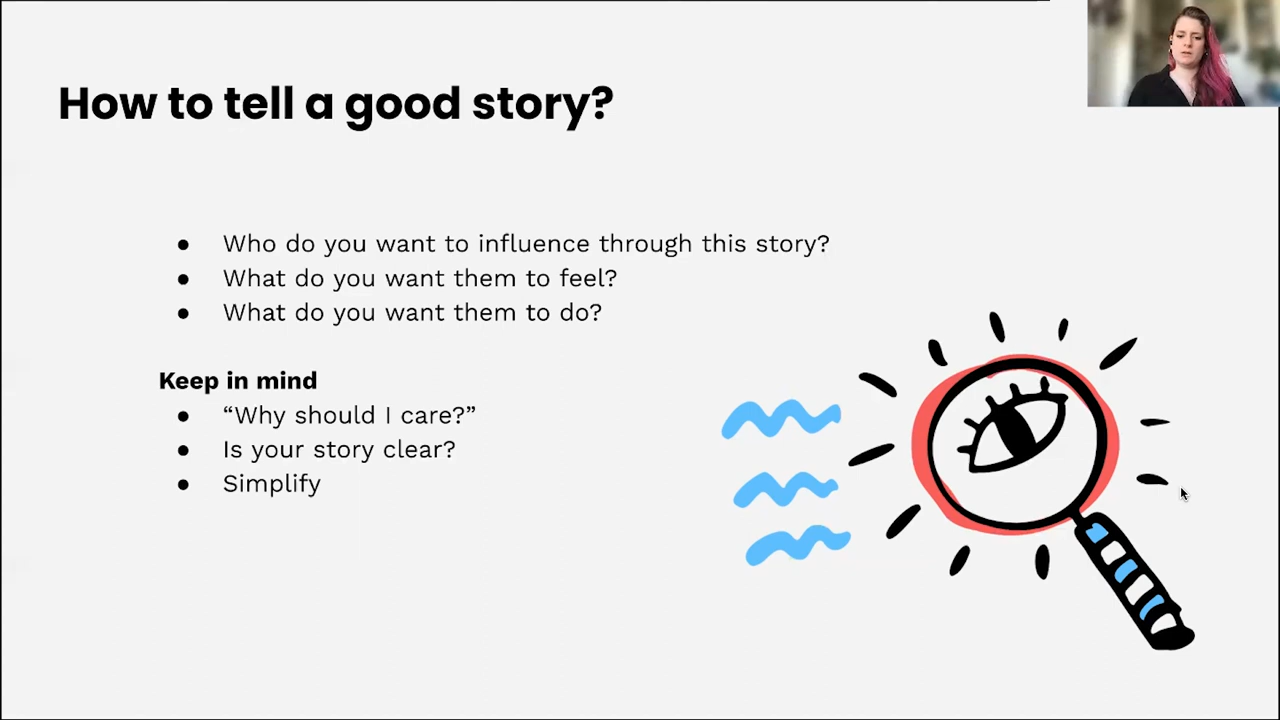 How to tell a good story?
● Who do you want to influence through this story?
● What do you want them to feel?
● What do you want them to do?
Keep in mind
● “Why should I care?”
● Is your story clear?
● Simplify